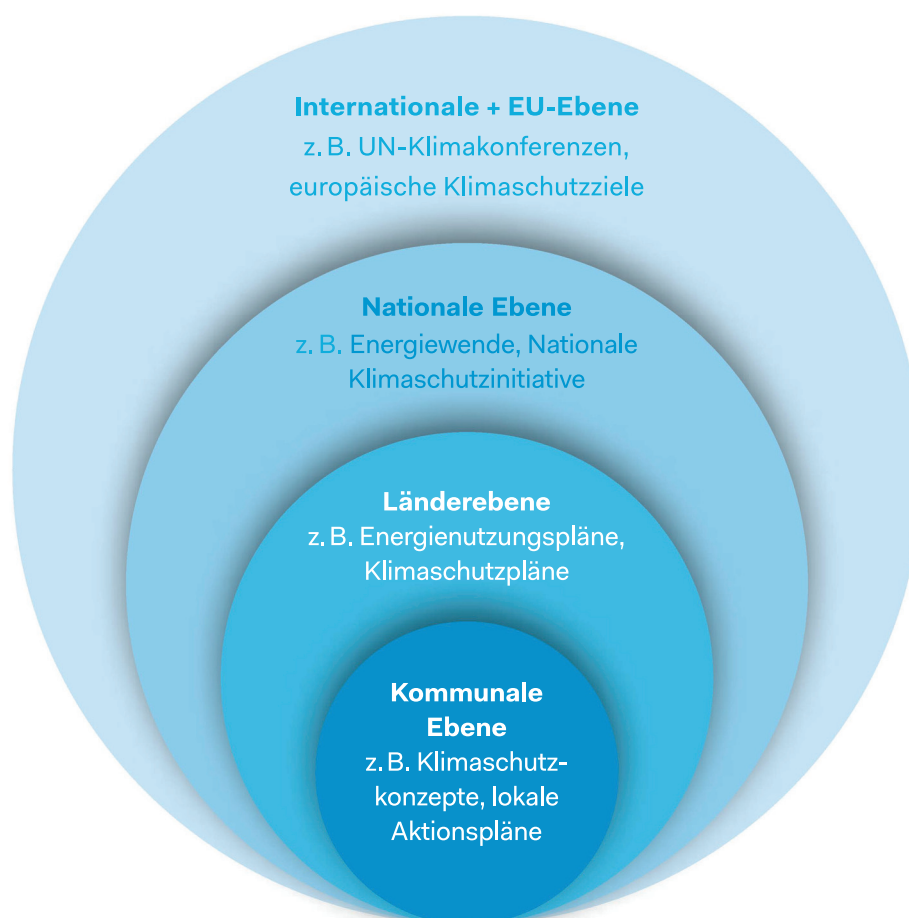 Internationale + EU-Ebene
z. B. UN-Klimakonferenzen,
europäische Klimaschutzziele
Nationale Ebene
z. B. Energiewende, Nationale
Klimaschutzinitiative
Länderebene
z. B. Energienutzungspläne,
Klimaschutzpläne
Kommunale
Ebene
z. B. Klimaschutz-
konzepte, lokale
Aktionspläne